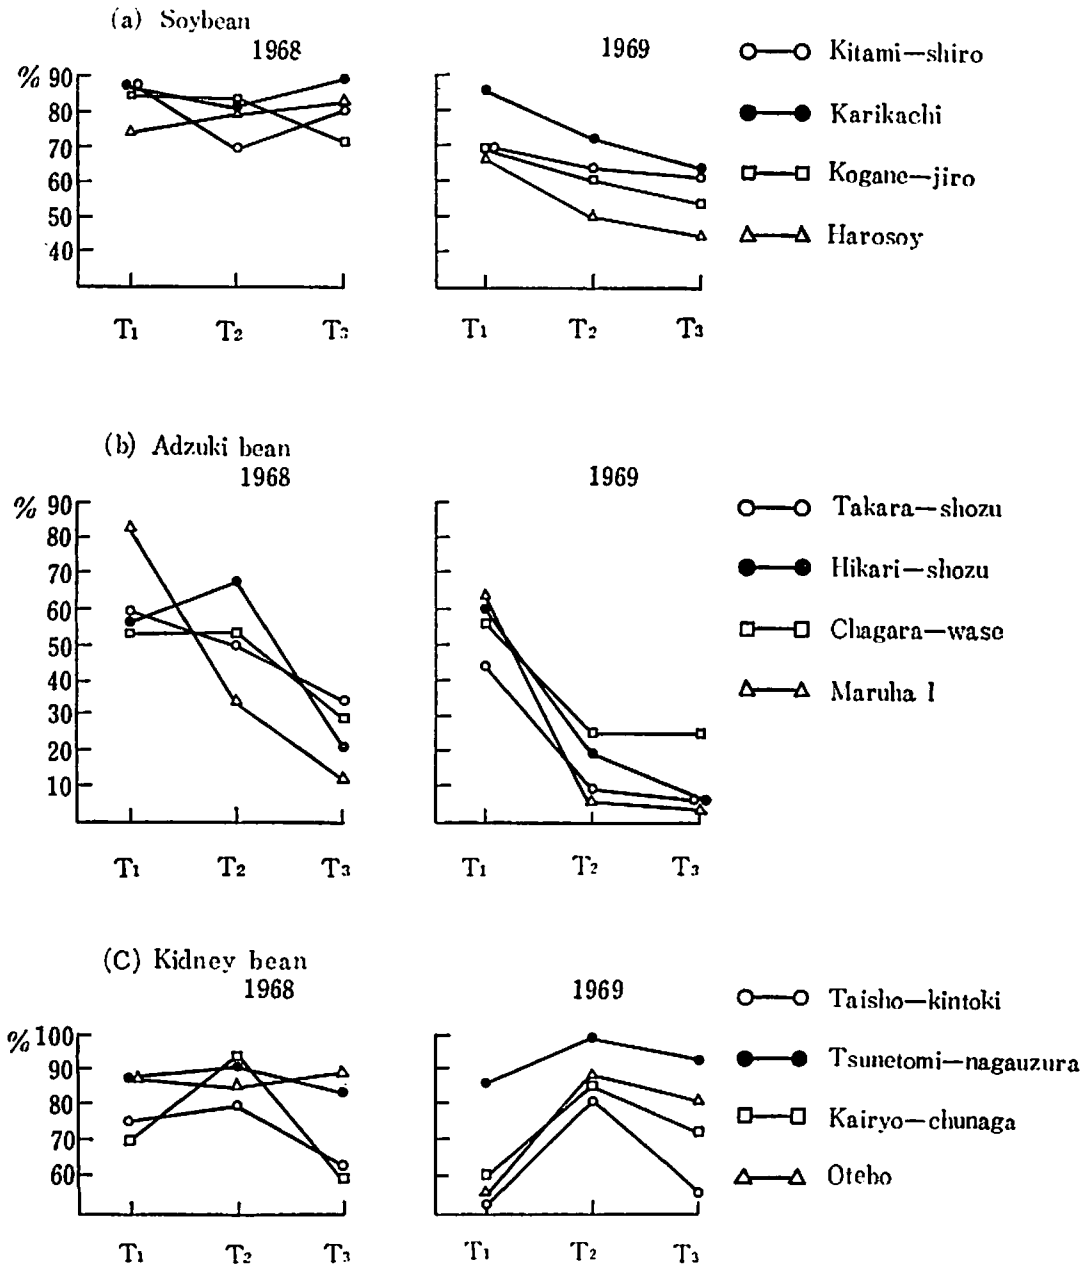 (a) Soybean
1968
1969
% 90
80
70
60
50
40
T1 T2 T3
T1 T2 T3
Kitami—shiro
Karikachi
Kogane—jiro
Harosoy
(b) Adzuki bean
1968
1969
% 90
80
70
60
50
40
30
20
10
T1 T2 T3
T1 T2 T3
Takara—shozu
Hikari—shozu
Chagara—wase
Maruha 1
(C) Kidney bean
1968
1969
% 100
90
80
70
60
T1 T2 T3
T1 T2 T3
Taisho—kintoki
Tsunetomi—nagauzura
Kairyo—chunaga
Otebo